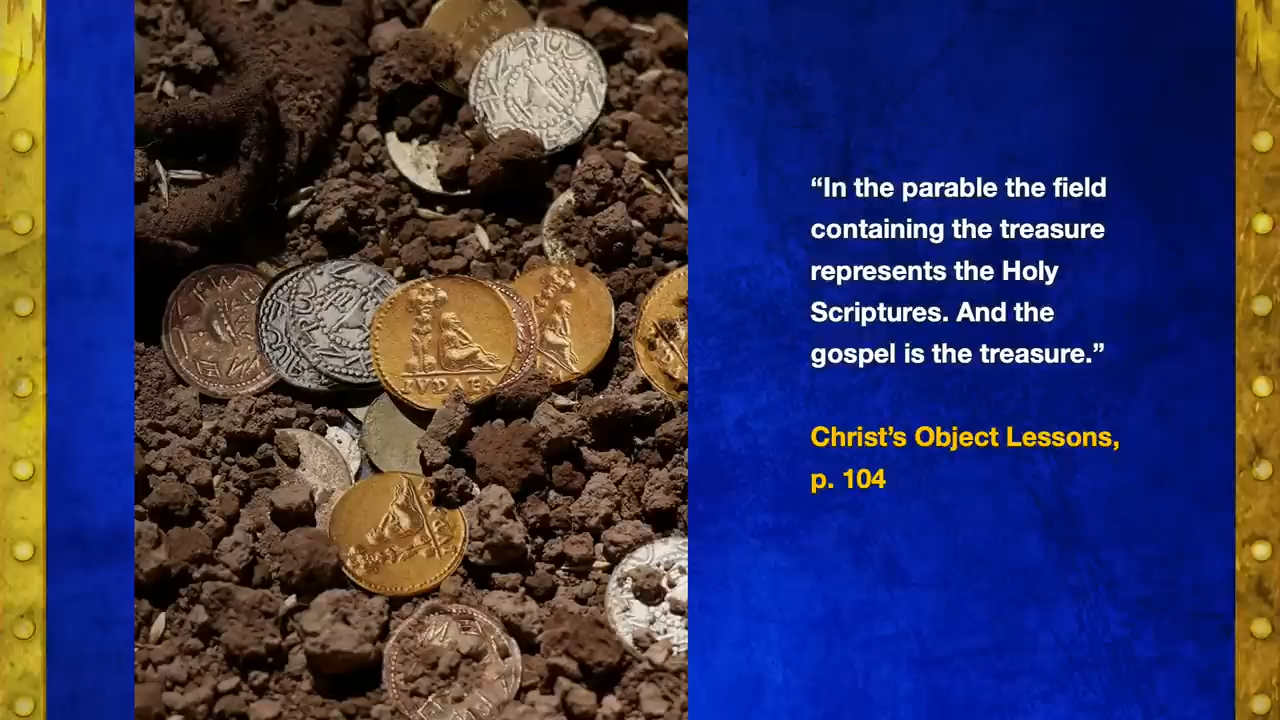 IVDAEA
“In the parable the field
containing the treasure
represents the Holy
Scriptures. And the
gospel is the treasure.”
Christ’s Object Lessons,
p. 104